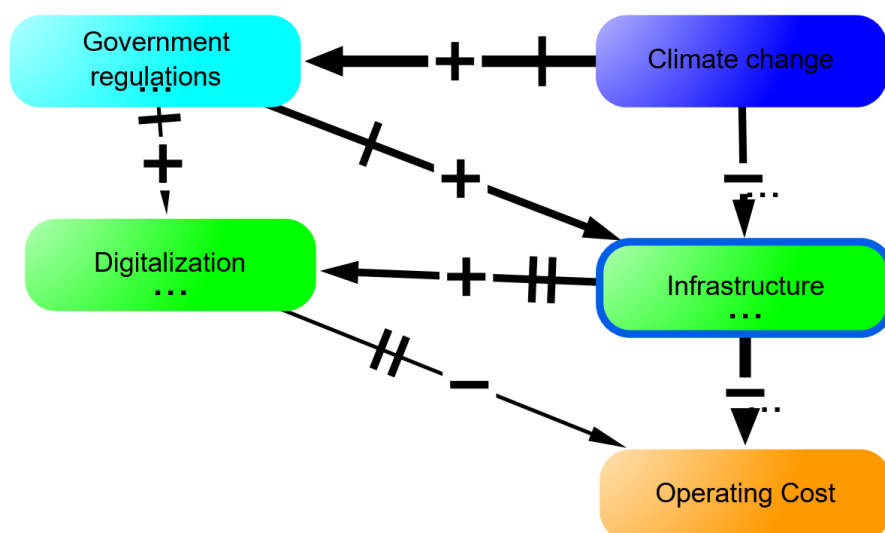 Government
regulations
...
Climate change
+
+
+
–
...
Digitalization
...
+
Infrastructure
...
–
–
...
Operating Cost